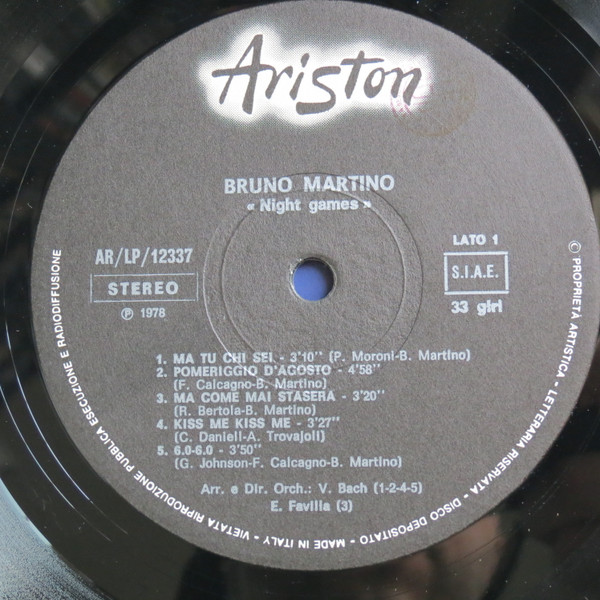 Ariston
BRUNO MARTINO
« Night games »
AR/LP/12337
STEREO
Ⓟ 1978
LATO 1
S.I.A.E.
33 giri
1. MA TU CHI SEI - 3'10'' (P. Moroni-B. Martino)
2. POMERIGGIO D'AGOSTO - 4'58''
(F. Calcagno-B. Martino)
3. MA COME MAI STASERA - 3'20''
(R. Bertola-B. Martino)
4. KISS ME KISS ME - 3'27''
(C. Daniell-A. Trovajoli)
5. 6.0-6.0 - 3'50''
(G. Johnson-F. Calcagno-B. Martino)
Arr. e Dir. Orch.: V. Bach (1-2-4-5)
E. Favilla (3)
© PROPRIETÀ ARTISTICA - LETTERARIA RISERVATA - DISCO DEPOSITATO - MADE IN ITALY - VIETATA RIPRODUZIONE PUBBLICA ESECUZIONE E RADIODIFFUSIONE